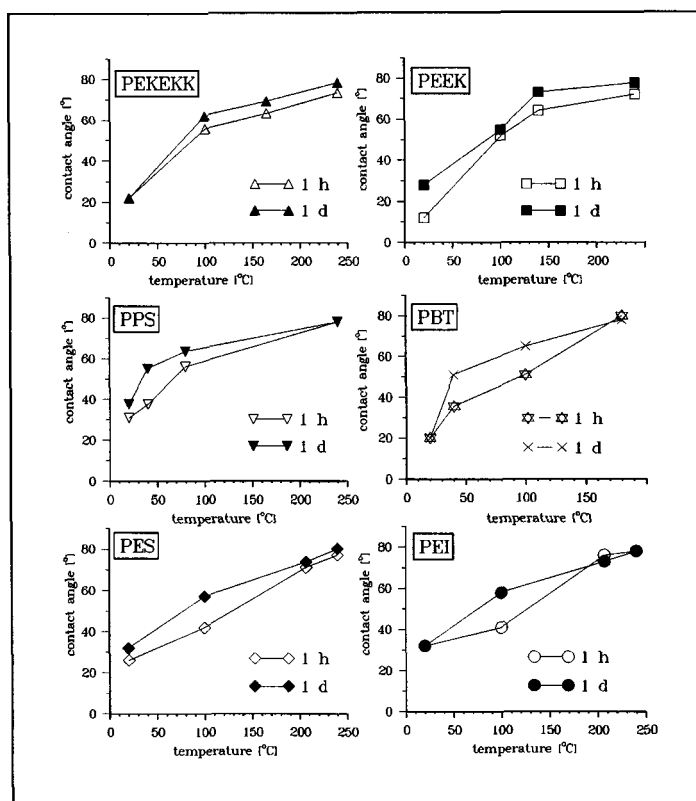 PEKEKK
contact angle [°]
80
60
40
20
0
1 h
1 d
0 50 100 150 200 250
temperature [°C]
PEEK
contact angle [°]
80
60
40
20
0
1 h
1 d
0 50 100 150 200
temperature [°C]
PPS
contact angle [°]
80
60
40
20
0
1 h
1 d
0 50 100 150 200 250
temperature [°C]
PBT
contact angle [°]
80
60
40
20
0
1 h
1 d
0 50 100 150
temperature [°C]
PES
contact angle [°]
80
60
40
20
0
1 h
1 d
0 50 100 150 200 250
temperature [°C]
PEI
contact angle [°]
80
60
40
20
0
1 h
1 d
0 50 100 150 200 250
temperature [°C]